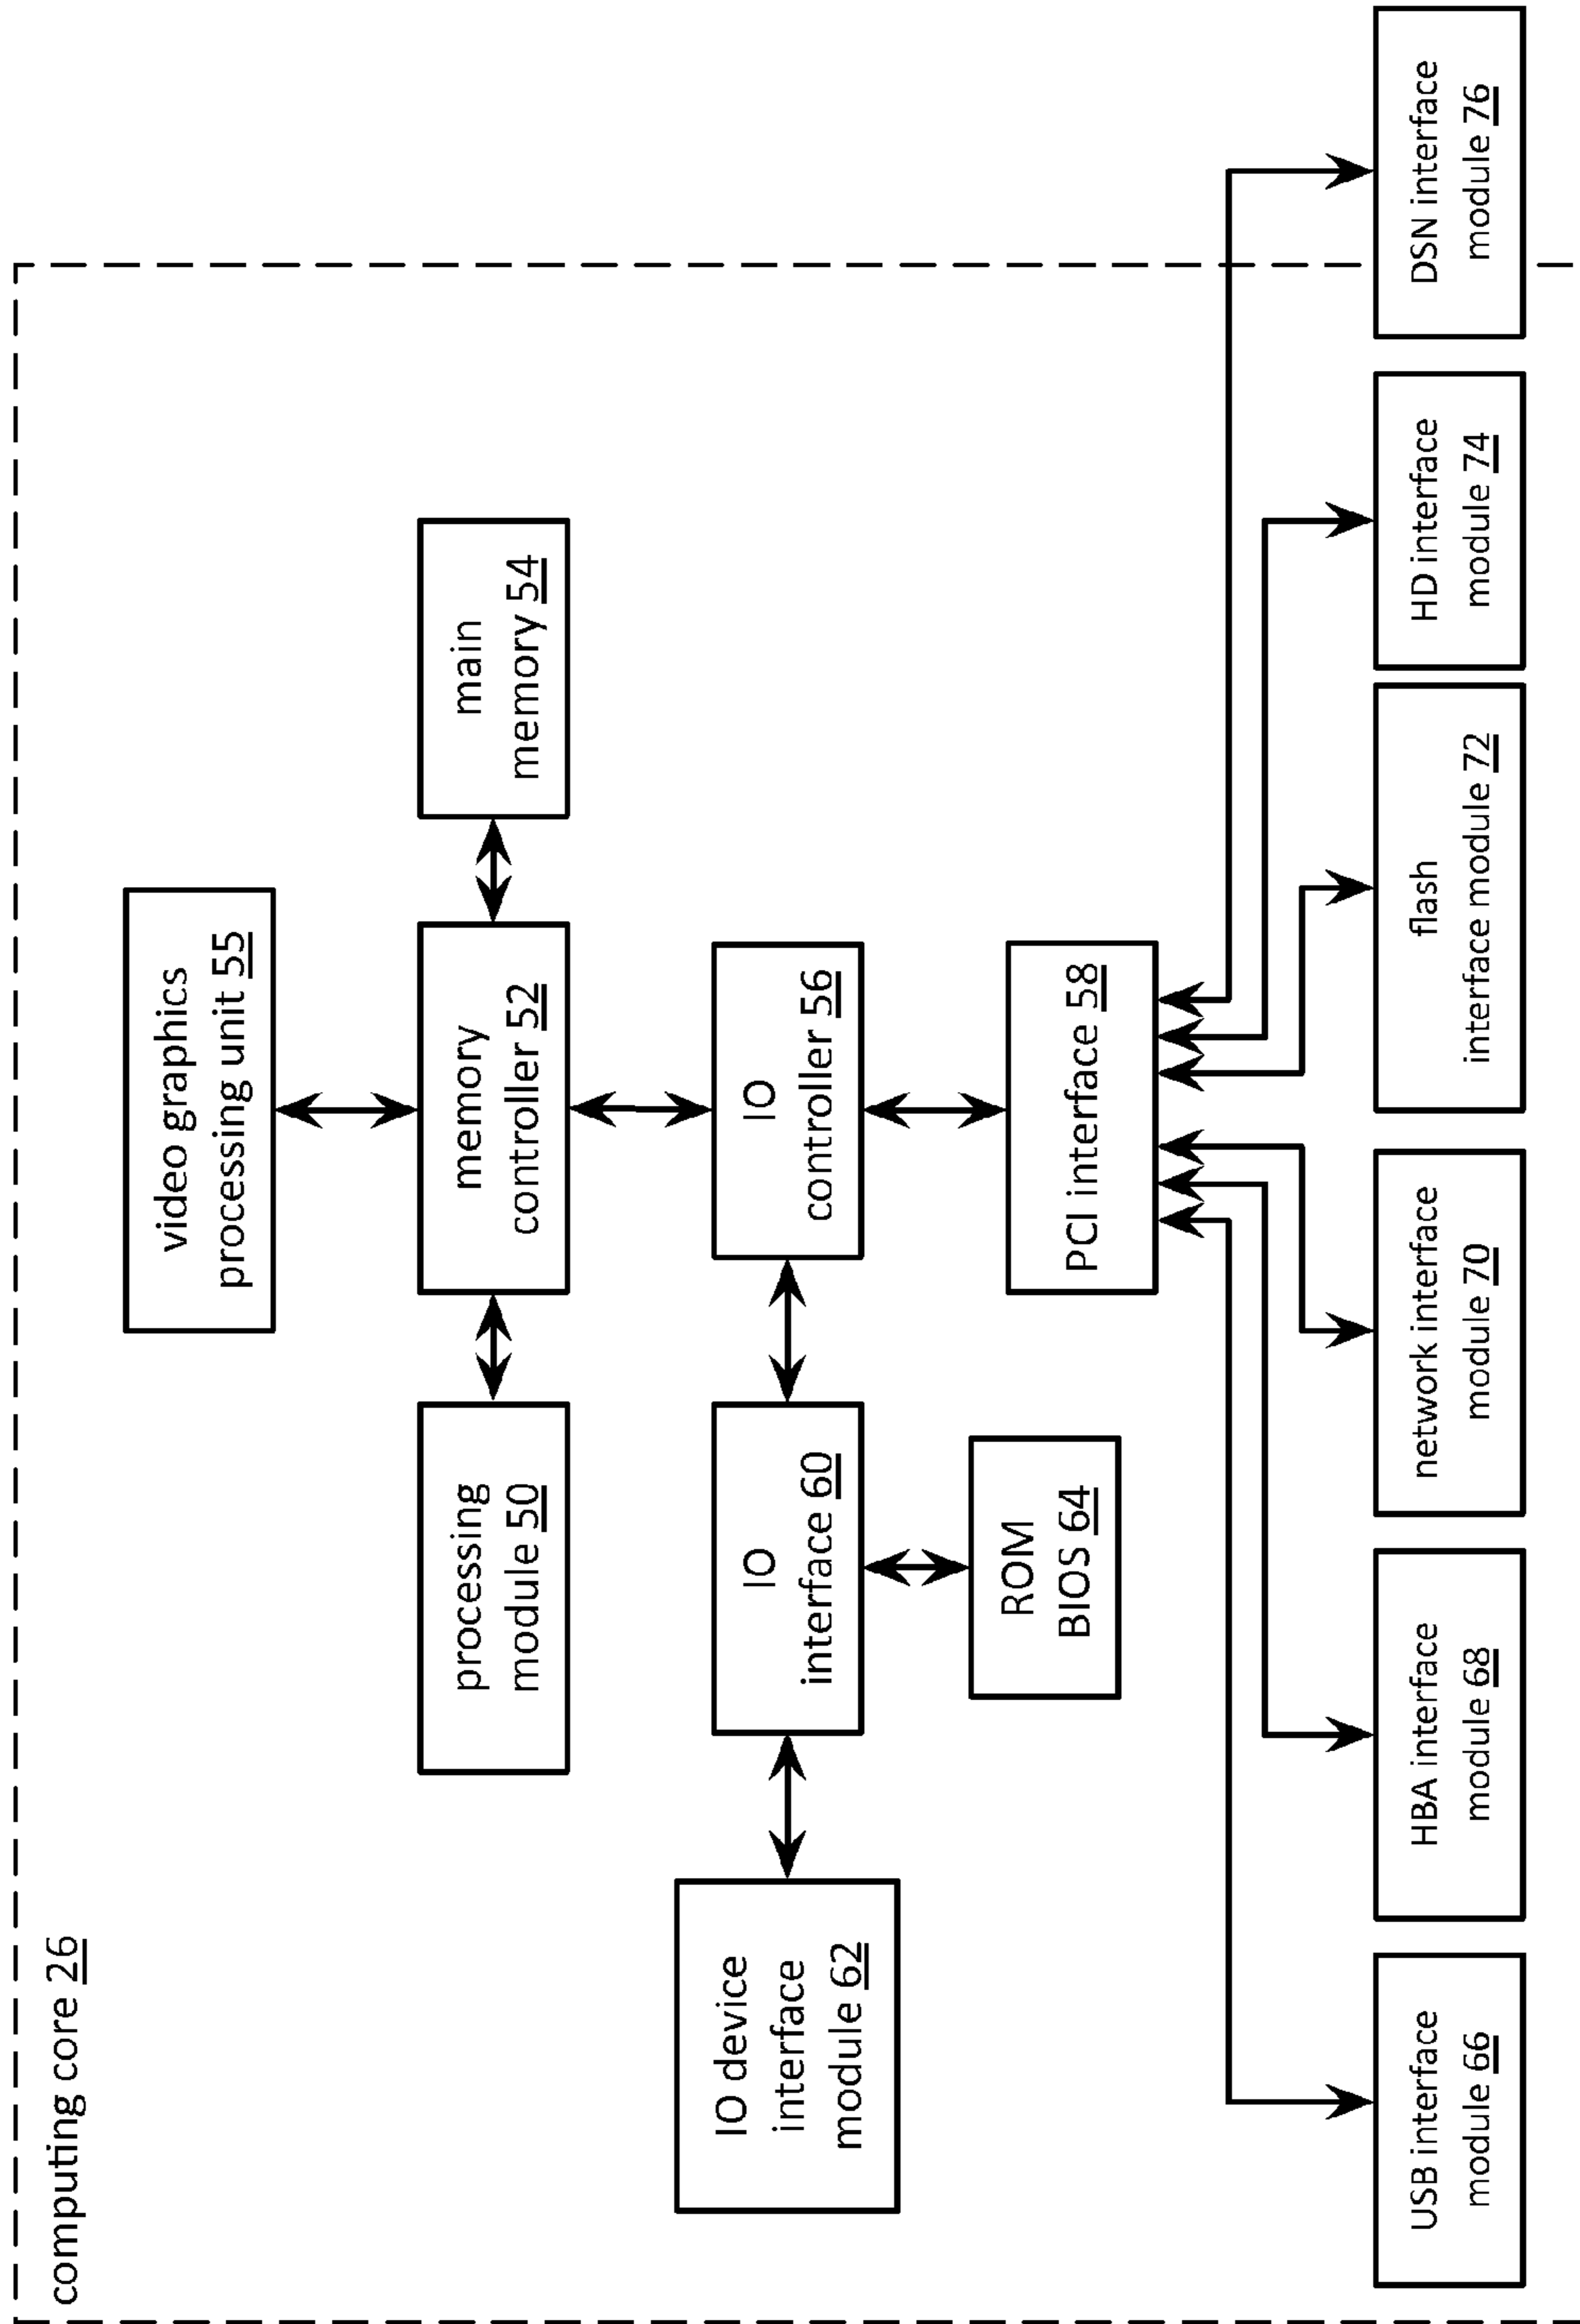 computing core 26
video graphics
processing unit 55
processing
module 50
memory
controller 52
main
memory 54
IO device
interface
module 62
IO
interface 60
IO
controller 56
ROM
BIOS 64
PCI interface 58
USB interface
module 66
HBA interface
module 68
network interface
module 70
flash
interface module 72
HD interface
module 74
DSN interface
module 76